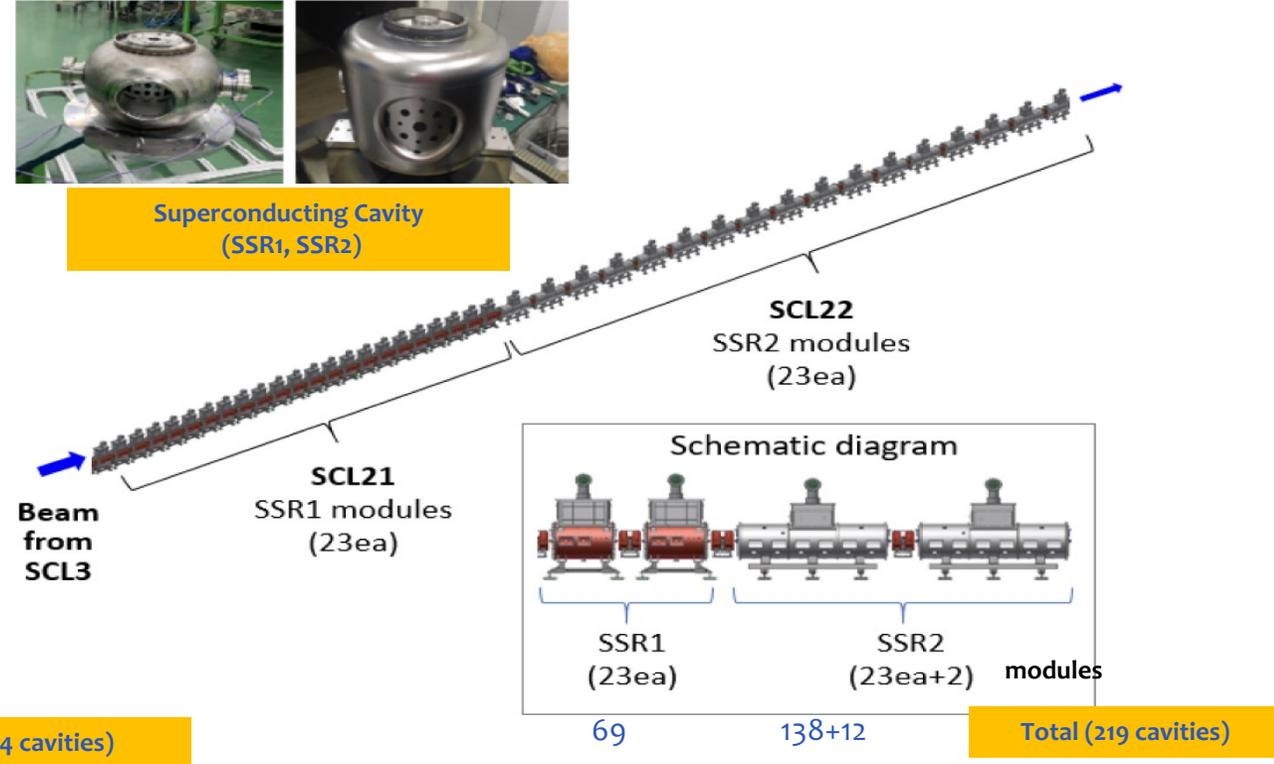 Superconducting Cavity
(SSR1, SSR2)
SCL22
SSR2 modules
(23ea)
SCL21
SSR1 modules
(23ea)
Beam
from
SCL3
Schematic diagram
SSR1
(23ea)
SSR2
(23ea+2)
modules
69
138+12
4 cavities)
Total (219 cavities)